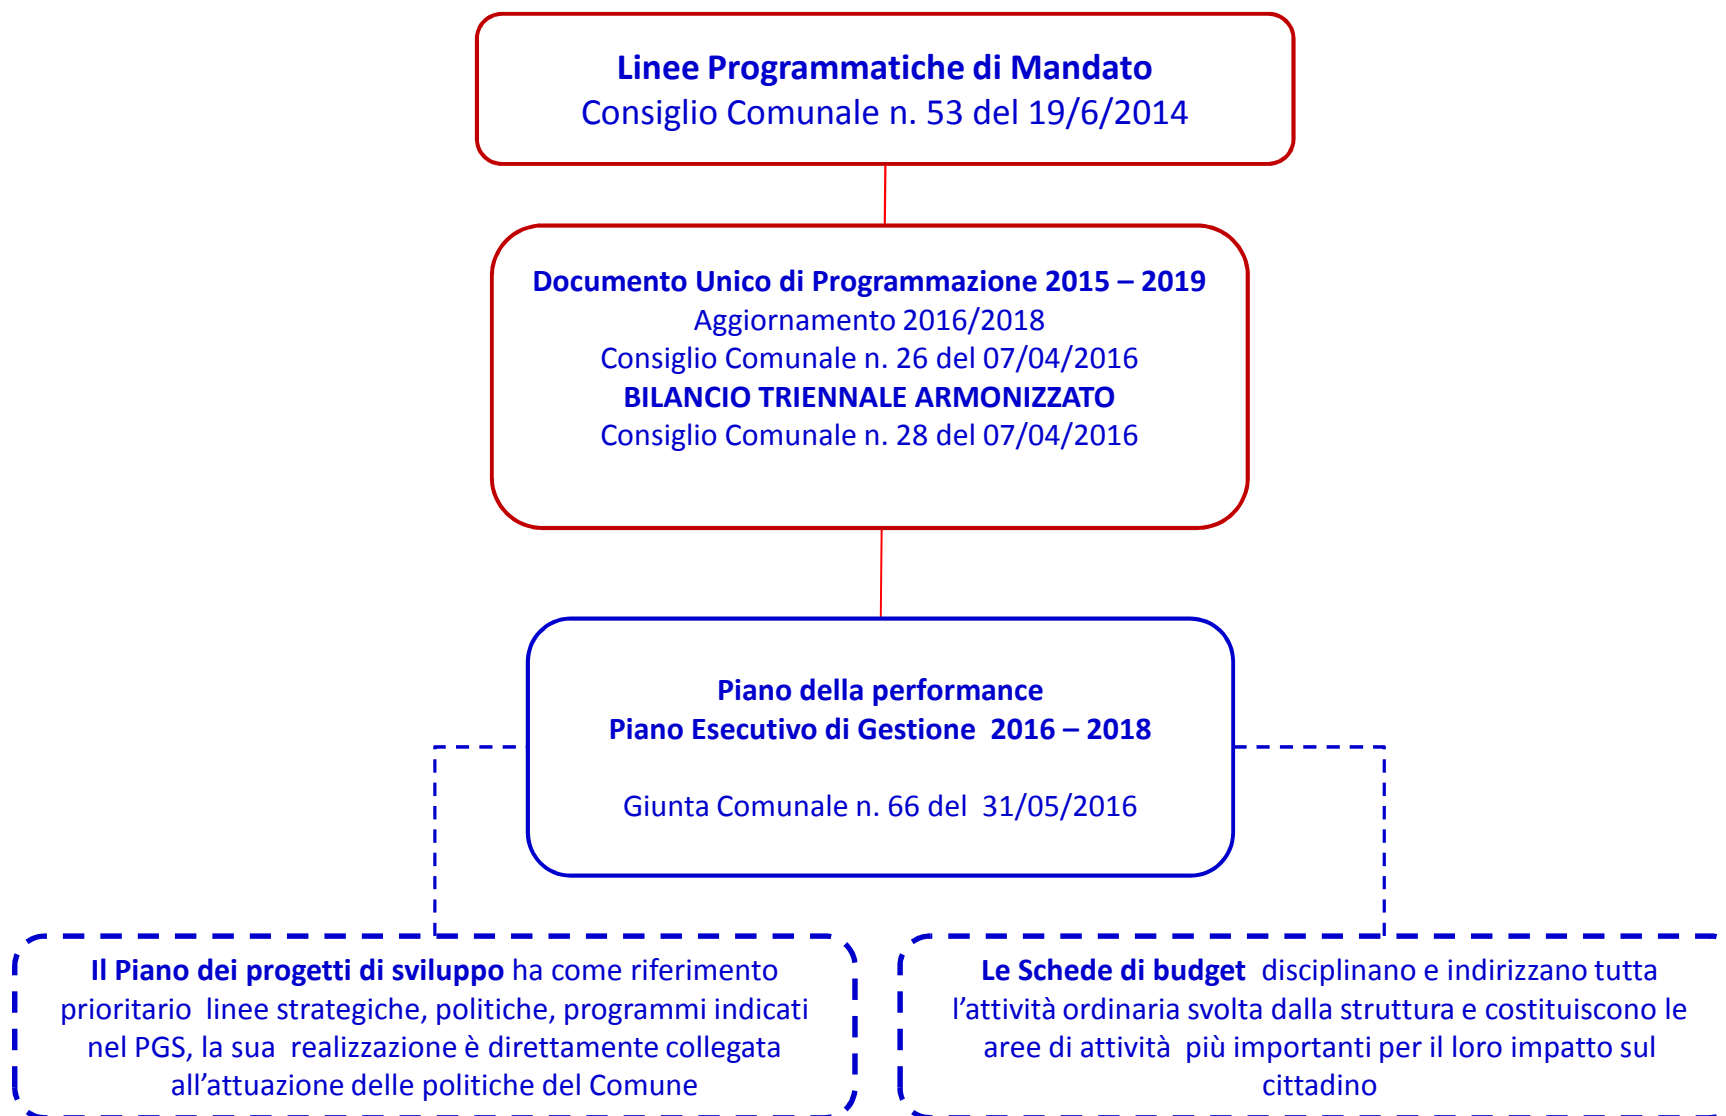 Linee Programmatiche di Mandato
Consiglio Comunale n. 53 del 19/6/2014
Documento Unico di Programmazione 2015 – 2019
Aggiornamento 2016/2018
Consiglio Comunale n. 26 del 07/04/2016
BILANCIO TRIENNALE ARMONIZZATO
Consiglio Comunale n. 28 del 07/04/2016
Piano della performance
Piano Esecutivo di Gestione 2016 – 2018
Giunta Comunale n. 66 del 31/05/2016
Il Piano dei progetti di sviluppo ha come riferimento
prioritario linee strategiche, politiche, programmi indicati
nel PGS, la sua realizzazione è direttamente collegata
all’attuazione delle politiche del Comune
Le Schede di budget disciplinano e indirizzano tutta
l’attività ordinaria svolta dalla struttura e costituiscono le
aree di attività più importanti per il loro impatto sul
cittadino